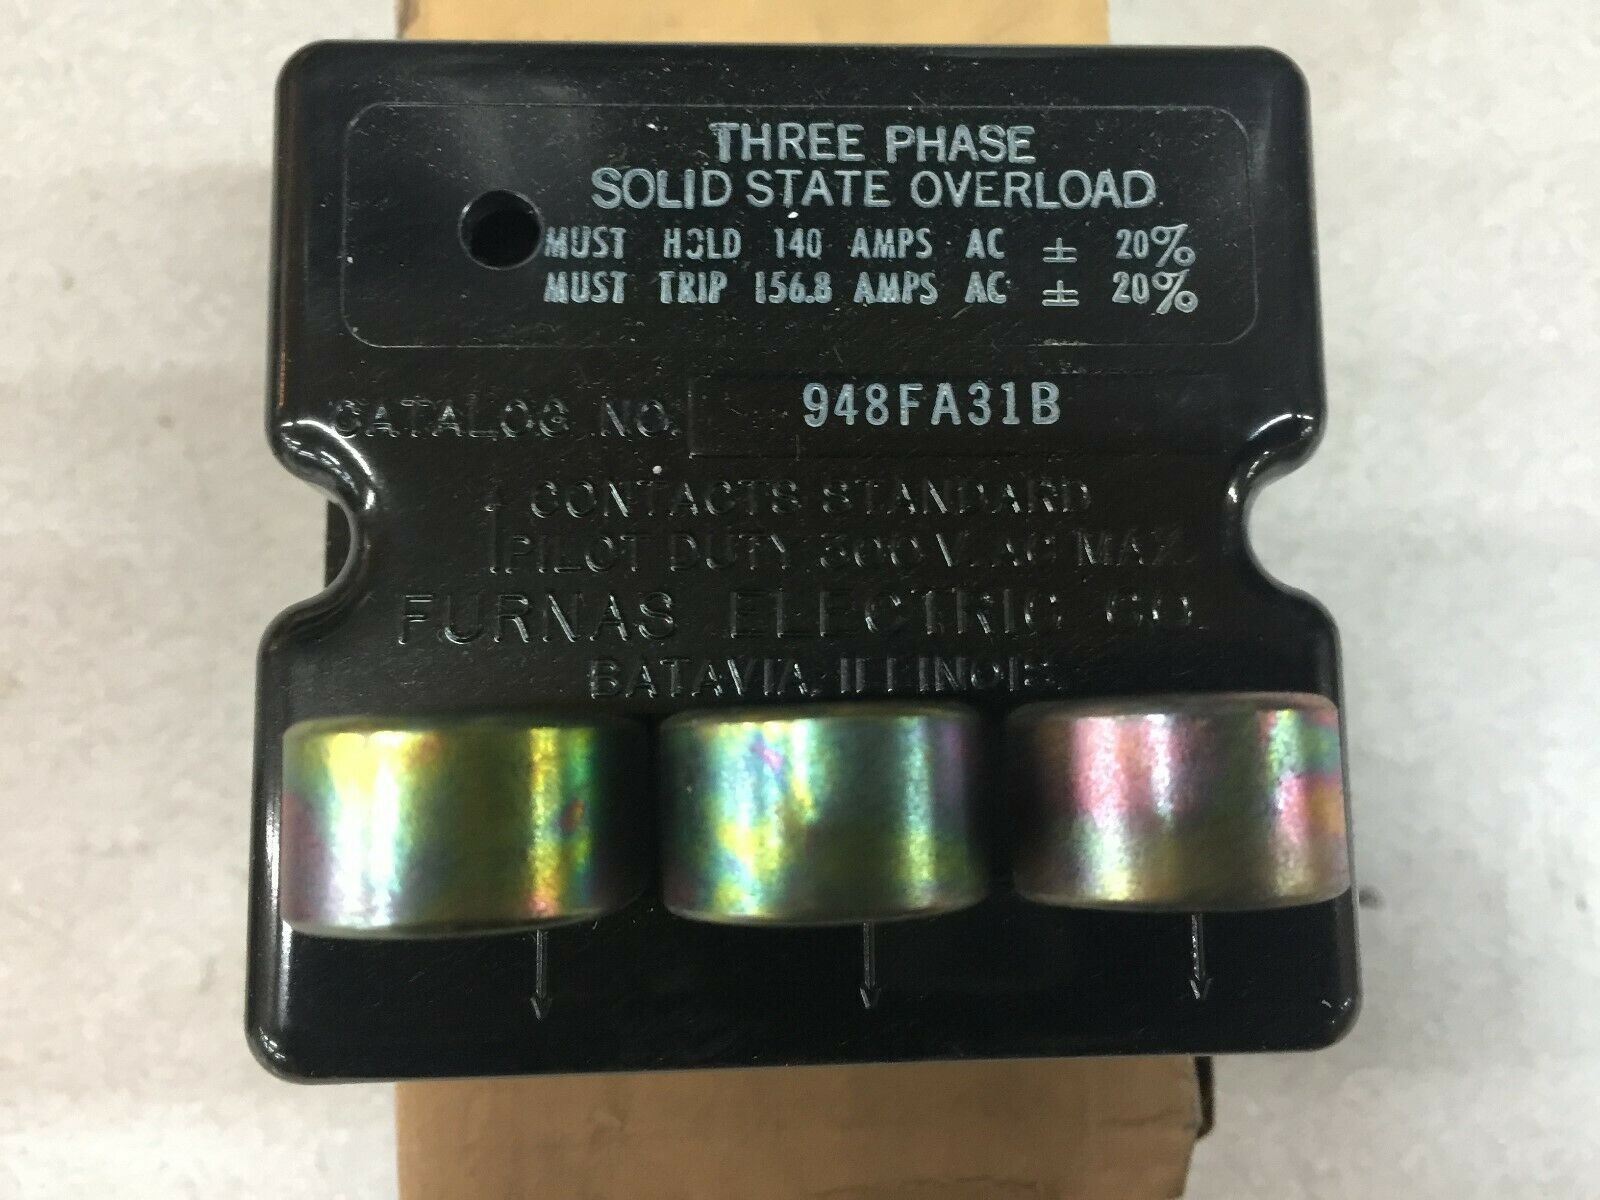 THREE PHASE
SOLID STATE OVERLOAD
MUST HOLD 140 AMPS AC ± 20%
MUST TRIP 156.8 AMPS AC ± 20%
CATALOG NO. 948FA31B
CONTACTS STANDARD
PILOT DUTY 300 V. AC MAX.
FURNAS ELECTRIC CO.
BATAVIA, ILLINOIS